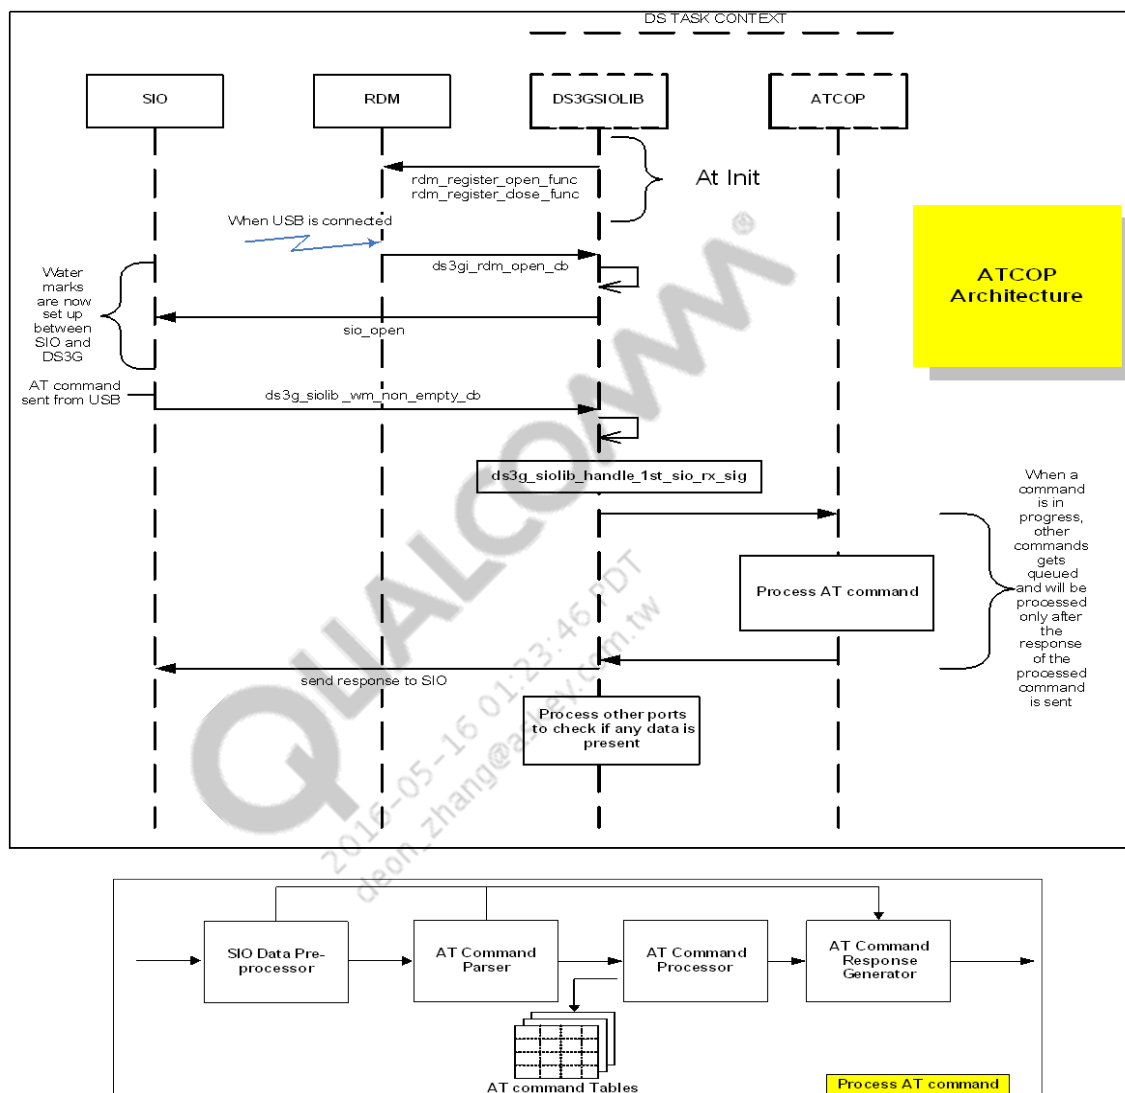 DS TASK CONTEXT
SIO
RDM
DS3GSIOLIB
ATCOP
rdm_register_open_func
rdm_register_close_func
At Init
When USB is connected
ds3gi_rdm_open_cb
Water
marks
are now
set up
between
SIO and
DS3G
sio_open
ATCOP
Architecture
AT command
sent from USB
ds3g_siolib _wm_non_empty_cb
ds3g_siolib_handle_1st_sio_rx_sig
When a
command
is in
progress,
other
commands
gets
queued
and will be
processed
only after
the
response
of the
processed
command
is sent
Process AT command
send response to SIO
Process other ports
to check if any data is
present
QUALCOMM®
2016-05-16 01:23:46 PDT
deon_zhang@askey.com.tw
SIO Data Pre-
processor
AT Command
Parser
AT Command
Processor
AT Command
Response
Generator
AT command Tables
Process AT command